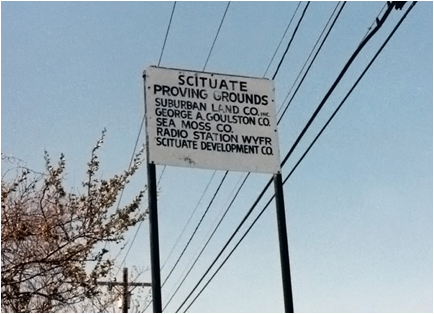 SCITUATE
PROVING GROUNDS
SUBURBAN LAND CO. INC.
GEORGE A. GOULSTON CO.
SEA MOSS CO.
RADIO STATION WYFR
SCITUATE DEVELOPMENT CO.